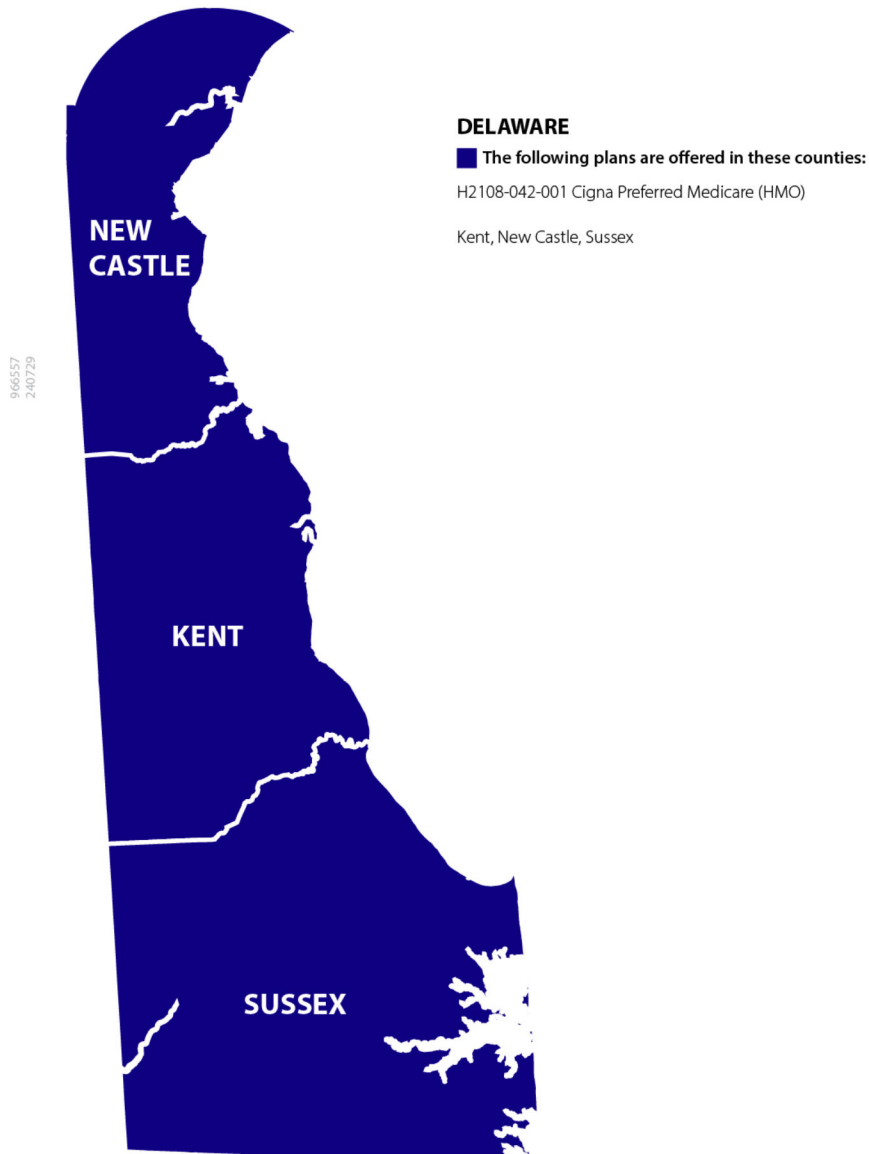 DELAWARE
The following plans are offered in these counties:
H2108-042-001 Cigna Preferred Medicare (HMO)
Kent, New Castle, Sussex
NEW
CASTLE
966557
240729
KENT
SUSSEX